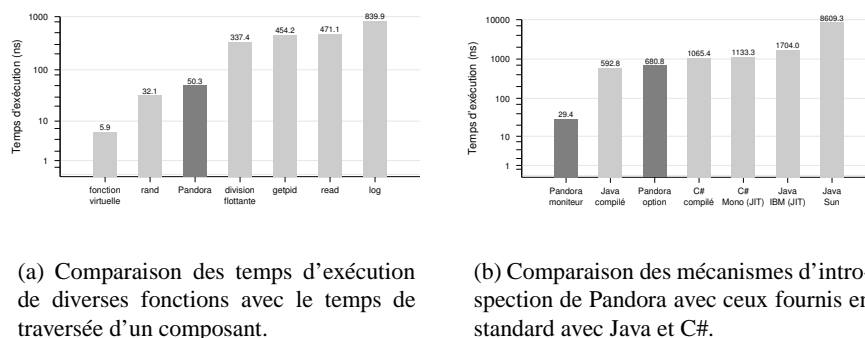 Temps d'exécution (ns)
1000
100
10
1
5.9
32.1
50.3
337.4
454.2
471.1
839.9
fonction virtuelle
rand
Pandora
division flottante
getpid
read
log
(a) Comparaison des temps d'exécution
de diverses fonctions avec le temps de
traversée d'un composant.
Temps d'exécution (ns)
10000
1000
100
10
1
29.4
592.8
680.8
1065.4
1133.3
1704.0
8609.3
Pandora moniteur
Java compilé
Pandora option
C# compilé
C# Mono (JIT)
Java IBM (JIT)
Java Sun
(b) Comparaison des mécanismes d'intro-
spection de Pandora avec ceux fournis en
standard avec Java et C#.